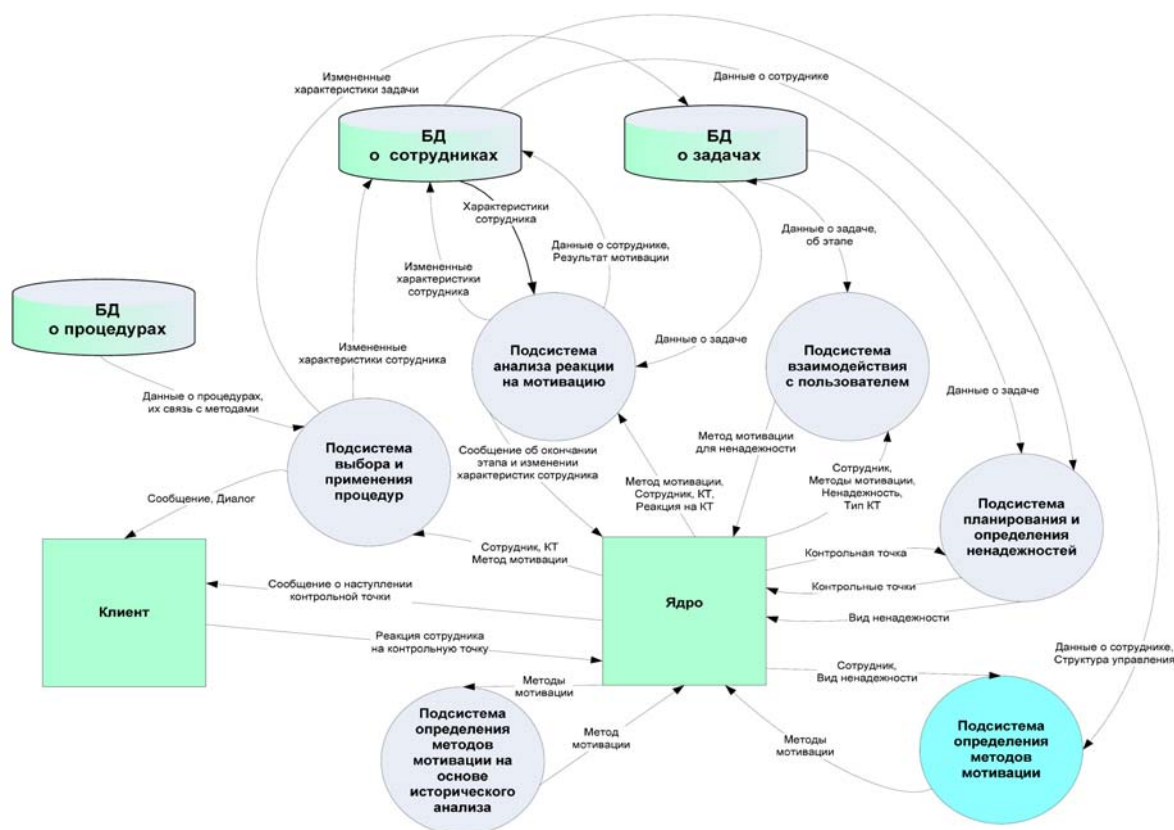 Измененные
характеристики задачи
Данные о сотруднике
БД
о сотрудниках
БД
о задачах
Характеристики
сотрудника
Данные о задаче,
об этапе
Данные о сотруднике,
Результат мотивации
Измененные
характеристики
сотрудника
БД
о процедурах
Измененные
характеристики сотрудника
Данные о задаче
Подсистема
анализа реакции
на мотивацию
Подсистема
взаимодействия
с пользователем
Данные о задаче
Данные о процедурах,
их связь с методами
Подсистема
выбора и
применения
процедур
Сообщение об окончании
этапа и изменении
характеристик сотрудника
Метод мотивации
для ненадежности
Метод мотивации,
Сотрудник, КТ,
Реакция на КТ
Сотрудник,
Методы мотивации,
Ненадежность,
Тип КТ
Подсистема
планирования и
определения
ненадежностей
Сообщение, Диалог
Сотрудник, КТ
Метод мотивации
Контрольная точка
Контрольные точки
Вид ненадежности
Сообщение о наступлении
контрольной точки
Клиент
Ядро
Реакция сотрудника
на контрольную точку
Данные о сотруднике,
Структура управления
Сотрудник,
Вид ненадежности
Методы
мотивации
Подсистема
определения
методов
мотивации на
основе
исторического
анализа
Метод
мотивации
Методы
мотивации
Подсистема
определения
методов
мотивации